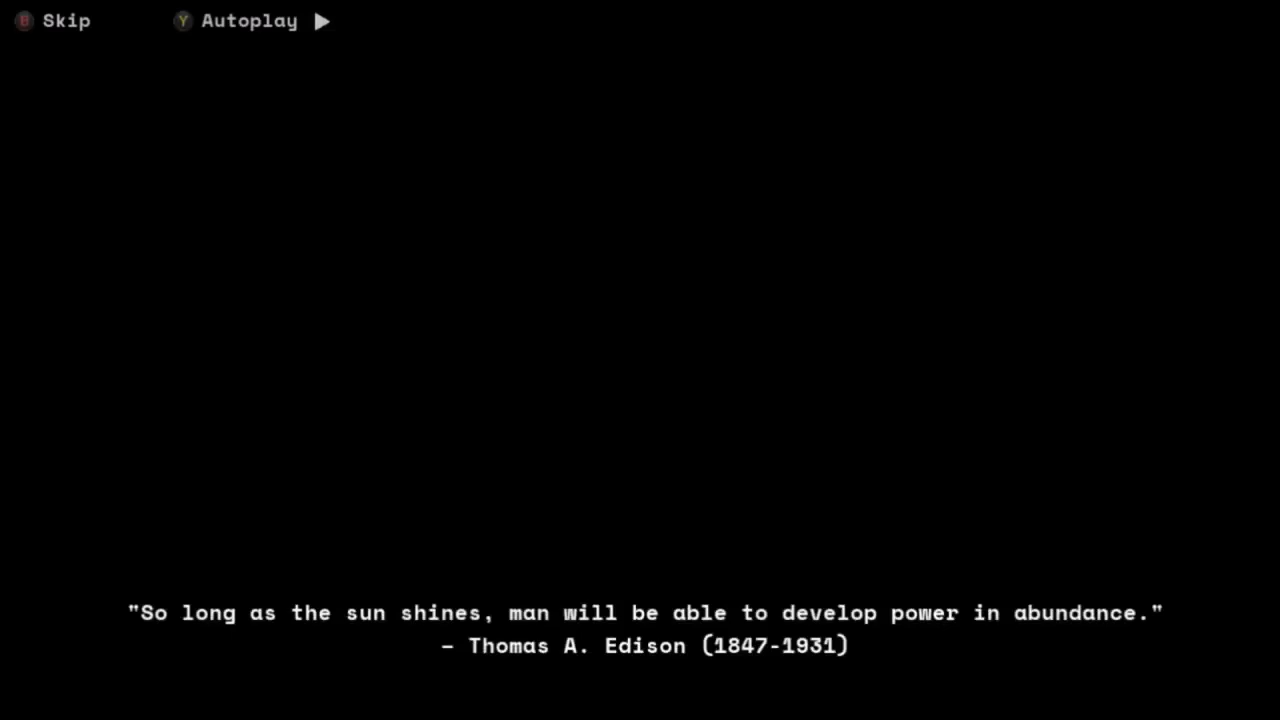 B Skip Y Autoplay ▶
"So long as the sun shines, man will be able to develop power in abundance."
– Thomas A. Edison (1847-1931)